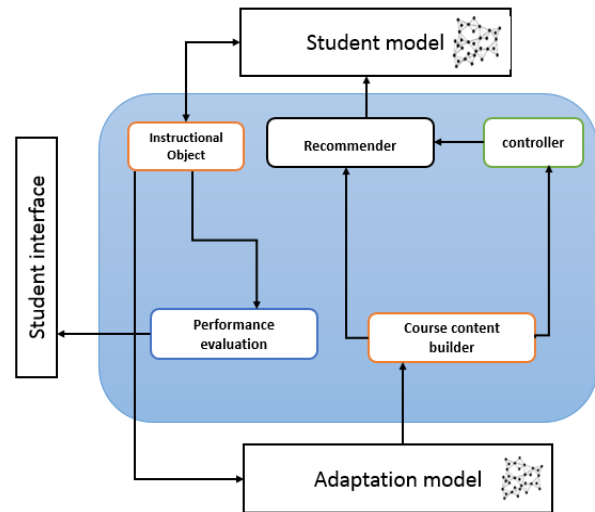 Student model
Instructional
Object
Recommender
controller
Student interface
Performance
evaluation
Course content
builder
Adaptation model